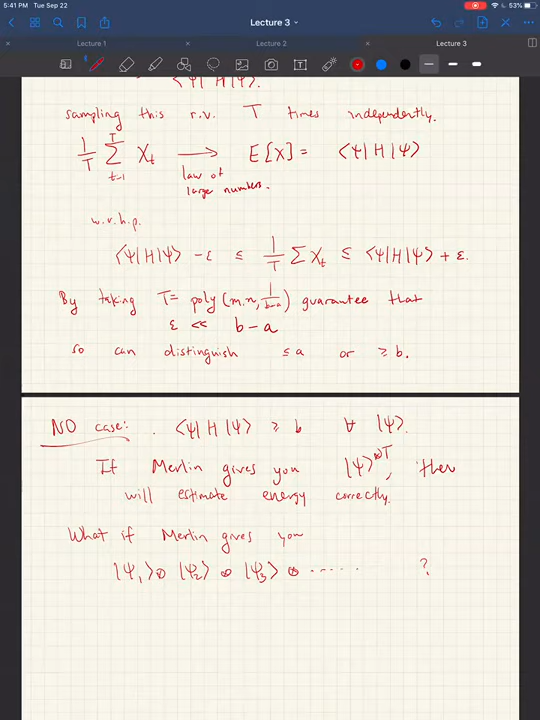 5:41 PM Tue Sep 22
53%
Lecture 3
Lecture 1
Lecture 2
Lecture 3
⟨Ψ|H|Ψ⟩.
sampling this r.v. T times independently.
1/T Σ_{t=1}^{T} X_t → E[X] = ⟨Ψ|H|Ψ⟩
law of
large numbers.
w.v.h.p.
⟨Ψ|H|Ψ⟩ - ε ≤ 1/T Σ X_t ≤ ⟨Ψ|H|Ψ⟩ + ε.
By taking T = poly(m,n, 1/(b-a)) guarantee that
ε << b-a
so can distinguish ≤ a or ≥ b.
NO case: . ⟨Ψ|H|Ψ⟩ ≥ b ∀ |Ψ⟩.
If Merlin gives you |Ψ⟩^{⊗T}, then
will estimate energy correctly.
What if Merlin gives you
|Ψ₁⟩ ⊗ |Ψ₂⟩ ⊗ |Ψ₃⟩ ⊗ ..... ?